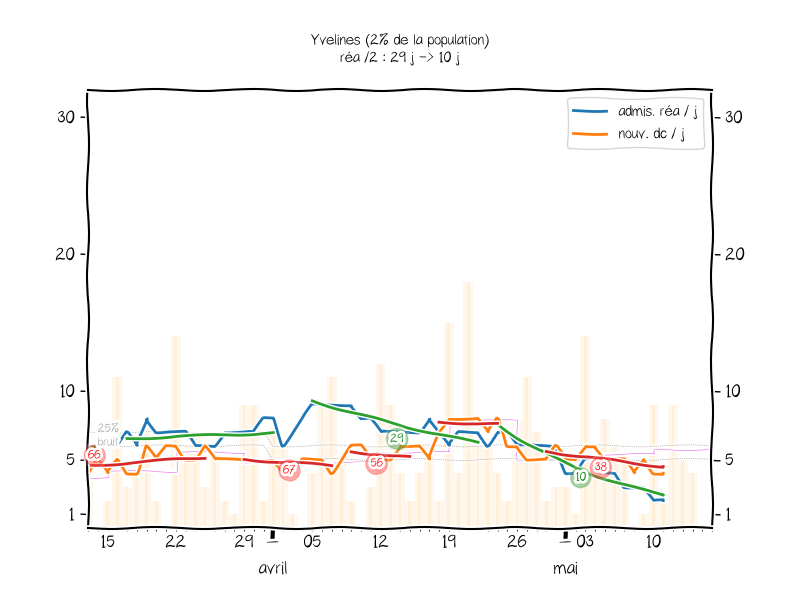 Yvelines (2% de la population)
réa /2 : 29 j -> 10 j
admis. réa / j
nouv. dc / j
30
30
20
20
10
10
25%
bruit
29
66
67
56
38
10
5
5
1
1
15 22 29 05 12 19 26 03 10
avril mai